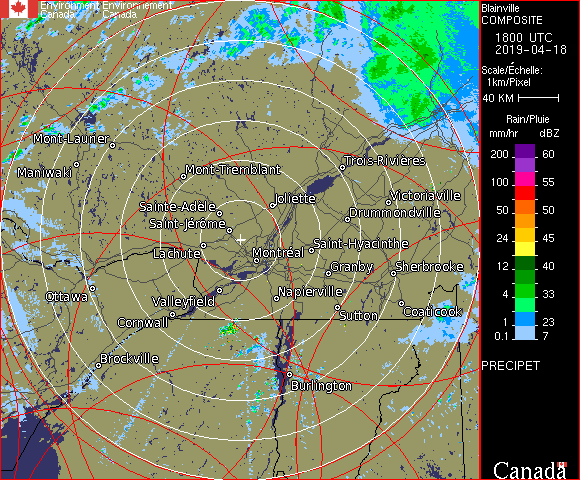 Environment Environnement
Canada Canada
Blainville
COMPOSITE
1800 UTC
2019-04-18
Scale/Échelle:
1km/Pixel
40 KM
Rain/Pluie
mm/hr dBZ
200 60
100 55
50 50
24 45
12 40
4 33
1 23
0.1 7
PRECIPET
Canada
Mont-Laurier
Maniwaki
Mont-Tremblant
Trois-Rivières
Sainte-Adèle
Joliette
Victoriaville
Drummondville
Saint-Jérôme
Lachute
Montréal
Saint-Hyacinthe
Granby
Sherbrooke
Ottawa
Valleyfield
Napierville
Cornwall
Sutton
Coaticook
Brockville
Burlington